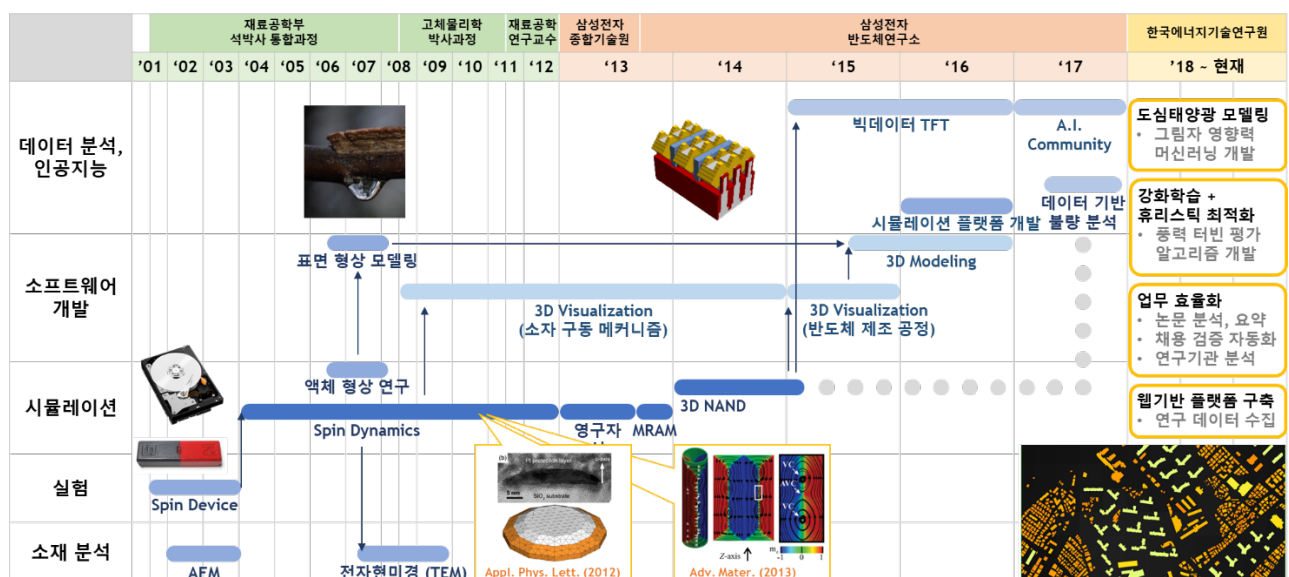 재료공학부
석박사 통합과정
고체물리학
박사과정
재료공학
연구교수
삼성전자
종합기술원
삼성전자
반도체연구소
한국에너지기술연구원
‘01 ‘02 ‘03 ‘04 ‘05 ‘06 ‘07 ‘08 ‘09 ‘10 ‘11 ‘12 ‘13 ‘14 ‘15 ‘16 ‘17 ’18 ~ 현재
데이터 분석,
인공지능
빅데이터 TFT
A.I.
Community
데이터 기반
불량 분석
시뮬레이션 플랫폼 개발
도심태양광 모델링
• 그림자 영향력
머신러닝 개발
강화학습 +
휴리스틱 최적화
• 풍력 터빈 평가
알고리즘 개발
소프트웨어
개발
표면 형상 모델링
3D Modeling
3D Visualization
(소자 구동 메커니즘)
3D Visualization
(반도체 제조 공정)
업무 효율화
• 논문 분석, 요약
• 채용 검증 자동화
• 연구기관 분석
시뮬레이션
액체 형상 연구
Spin Dynamics
영구자
MRAM
3D NAND
웹기반 플랫폼 구축
• 연구 데이터 수집
실험
Spin Device
소재 분석
AFM
전자현미경 (TEM)
(b)
Pt protective layer
5 nm
SiO₂ substrate
Appl. Phys. Lett. (2012)
VC
AVC
VC
Z-axis
-1 0 1
Adv. Mater. (2013)